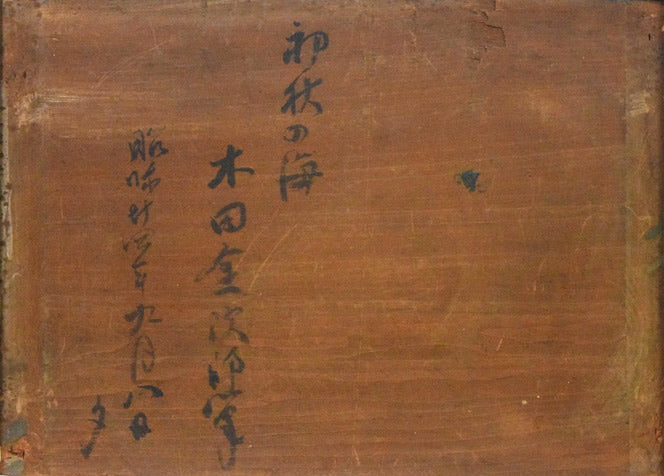 初秋の海
木田金次郎筆
昭和廿四年九月八日
夕